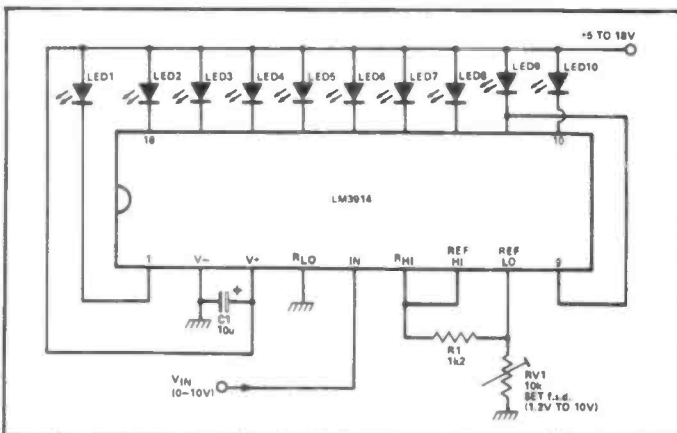 +5 TO 18V
LED1 LED2 LED3 LED4 LED5 LED6 LED7 LED8 LED9 LED10
18 10
LM3914
1 V− V+ RLO IN RHI REF HI REF LO 9
C1
10u
+
R1
1k2
VIN
(0–10V)
RV1
10k
SET f.s.d.
(1.2V TO 10V)